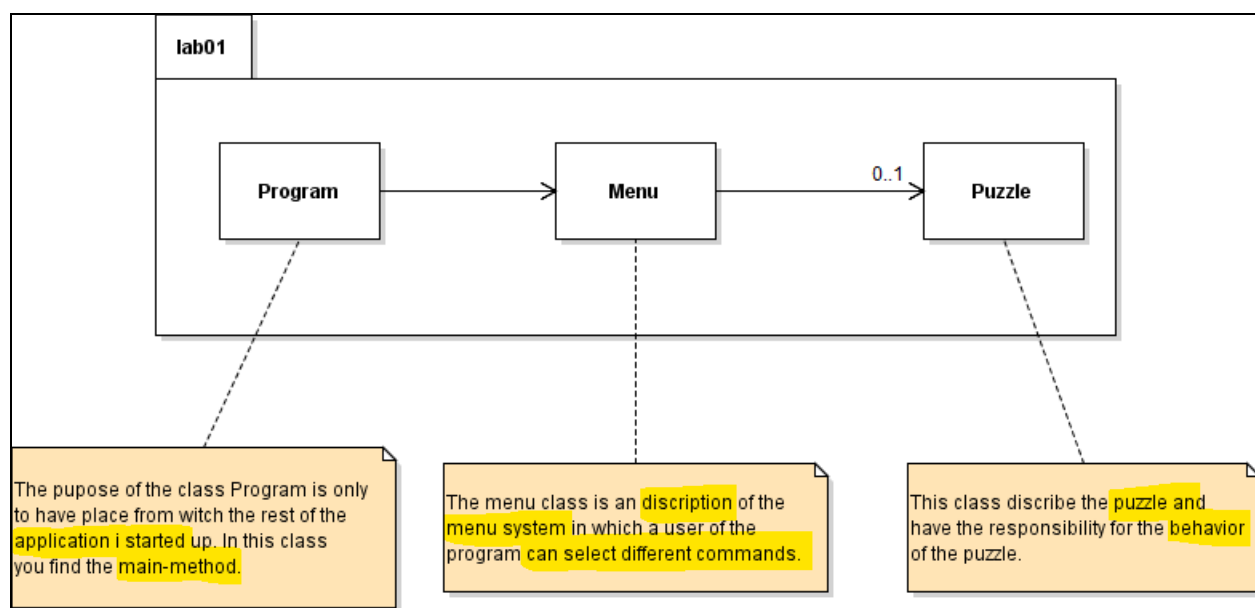 lab01
Program
Menu
0..1
Puzzle
The pupose of the class Program is only
to have place from witch the rest of the
application i started up. In this class
you find the main-method.
The menu class is an discription of the
menu system in which a user of the
program can select different commands.
This class discribe the puzzle and
have the responsibility for the behavior
of the puzzle.